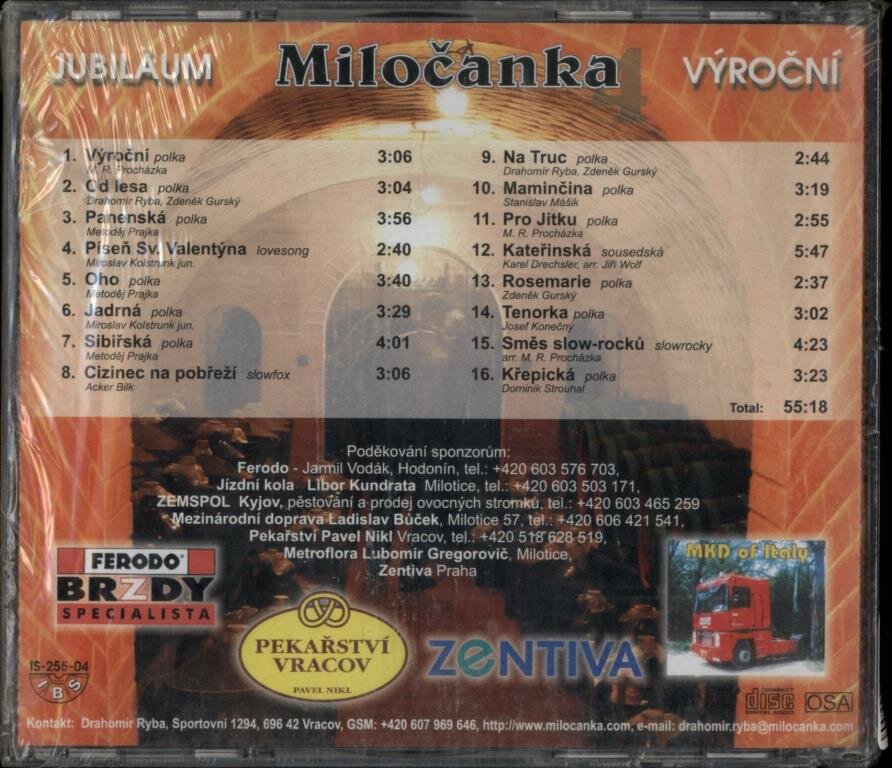 JUBILÄUM Miločanka 4 VÝROČNÍ
1. Výroční polka 3:06
M. R. Procházka
2. Od lesa polka 3:04
Drahomír Ryba, Zdeněk Gurský
3. Panenská polka 3:56
Metoděj Prajka
4. Píseň Sv. Valentýna lovesong 2:40
Miroslav Kolstrunk jun.
5. Oho polka 3:40
Metoděj Prajka
6. Jadrná polka 3:29
Miroslav Kolstrunk jun.
7. Sibiřská polka 4:01
Metoděj Prajka
8. Cizinec na pobřeží slowfox 3:06
Acker Bilk
9. Na Truc polka 2:44
Drahomír Ryba, Zdeněk Gurský
10. Maminčina polka 3:19
Stanislav Mášik
11. Pro Jitku polka 2:55
M. R. Procházka
12. Kateřinská sousedská 5:47
Karel Drechsler, arr. Jiří Wolf
13. Rosemarie polka 2:37
Zdeněk Gurský
14. Tenorka polka 3:02
Josef Konečný
15. Směs slow-rocků slowrocky 4:23
arr. M. R. Procházka
16. Křepická polka 3:23
Dominik Strouhal
Total: 55:18
Poděkování sponzorům:
Ferodo - Jarmil Vodák, Hodonín, tel.: +420 603 576 703,
Jízdní kola Libor Kundrata Milotice, tel.: +420 603 503 171,
ZEMSPOL Kyjov, pěstování a prodej ovocných stromků, tel.: +420 603 465 259
Mezinárodní doprava Ladislav Bůček, Milotice 57, tel.: +420 606 421 541,
Pekařství Pavel Nikl Vracov, tel.: +420 518 628 519,
Metroflora Lubomír Gregorovič, Milotice,
Zentiva Praha
FERODO
BRZDY
SPECIALISTA
PEKAŘSTVÍ
VRACOV
PAVEL NIKL
ZENTIVA
MKD of Italy
IS-255-04
IBS
COMPACT
disc
DIGITAL AUDIO
OSA
Kontakt: Drahomír Ryba, Sportovní 1294, 696 42 Vracov, GSM: +420 607 969 646, http://www.milocanka.com, e-mail: drahomir.ryba@milocanka.com